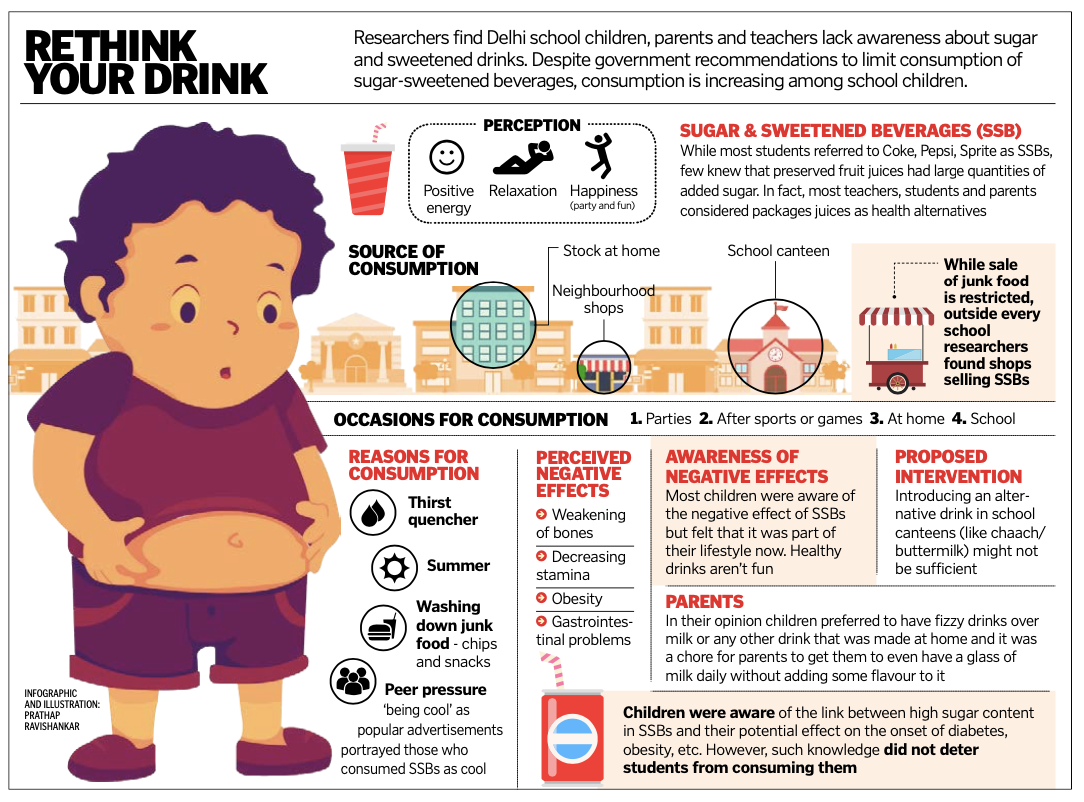 RETHINK
YOUR DRINK
Researchers find Delhi school children, parents and teachers lack awareness about sugar
and sweetened drinks. Despite government recommendations to limit consumption of
sugar-sweetened beverages, consumption is increasing among school children.
PERCEPTION
Positive
energy
Relaxation
Happiness
(party and fun)
SUGAR & SWEETENED BEVERAGES (SSB)
While most students referred to Coke, Pepsi, Sprite as SSBs,
few knew that preserved fruit juices had large quantities of
added sugar. In fact, most teachers, students and parents
considered packages juices as health alternatives
SOURCE OF
CONSUMPTION
Stock at home
Neighbourhood
shops
School canteen
While sale
of junk food
is restricted,
outside every
school
researchers
found shops
selling SSBs
OCCASIONS FOR CONSUMPTION 1. Parties 2. After sports or games 3. At home 4. School
REASONS FOR
CONSUMPTION
Thirst
quencher
Summer
Washing
down junk
food - chips
and snacks
Peer pressure
'being cool' as
popular advertisements
portrayed those who
consumed SSBs as cool
PERCEIVED
NEGATIVE
EFFECTS
Weakening
of bones
Decreasing
stamina
Obesity
Gastrointes-
tinal problems
AWARENESS OF
NEGATIVE EFFECTS
Most children were aware of
the negative effect of SSBs
but felt that it was part of
their lifestyle now. Healthy
drinks aren't fun
PROPOSED
INTERVENTION
Introducing an alter-
native drink in school
canteens (like chaach/
buttermilk) might not
be sufficient
PARENTS
In their opinion children preferred to have fizzy drinks over
milk or any other drink that was made at home and it was
a chore for parents to get them to even have a glass of
milk daily without adding some flavour to it
Children were aware of the link between high sugar content
in SSBs and their potential effect on the onset of diabetes,
obesity, etc. However, such knowledge did not deter
students from consuming them
INFOGRAPHIC
AND ILLUSTRATION:
PRATHAP
RAVISHANKAR